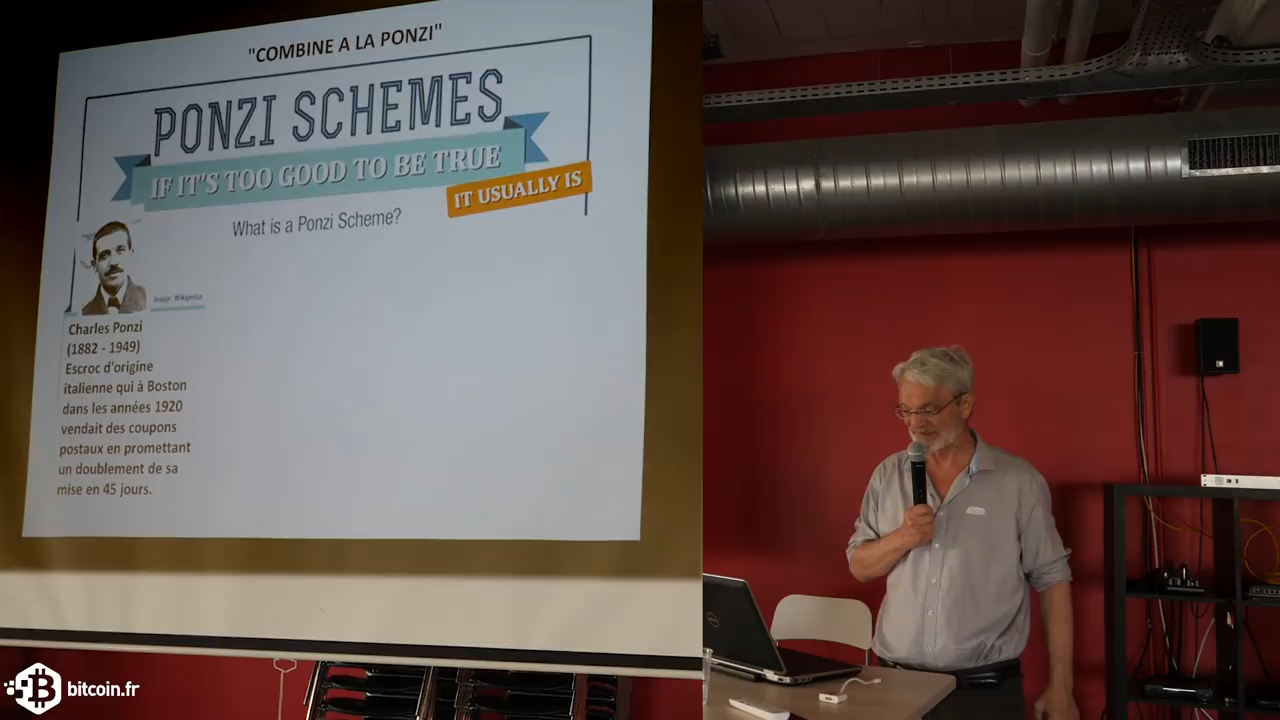 "COMBINE A LA PONZI"
PONZI SCHEMES
IF IT'S TOO GOOD TO BE TRUE
IT USUALLY IS
What is a Ponzi Scheme?
Image: Wikipedia
Charles Ponzi
(1882 - 1949)
Escroc d'origine
italienne qui à Boston
dans les années 1920
vendait des coupons
postaux en promettant
un doublement de sa
mise en 45 jours.
bitcoin.fr